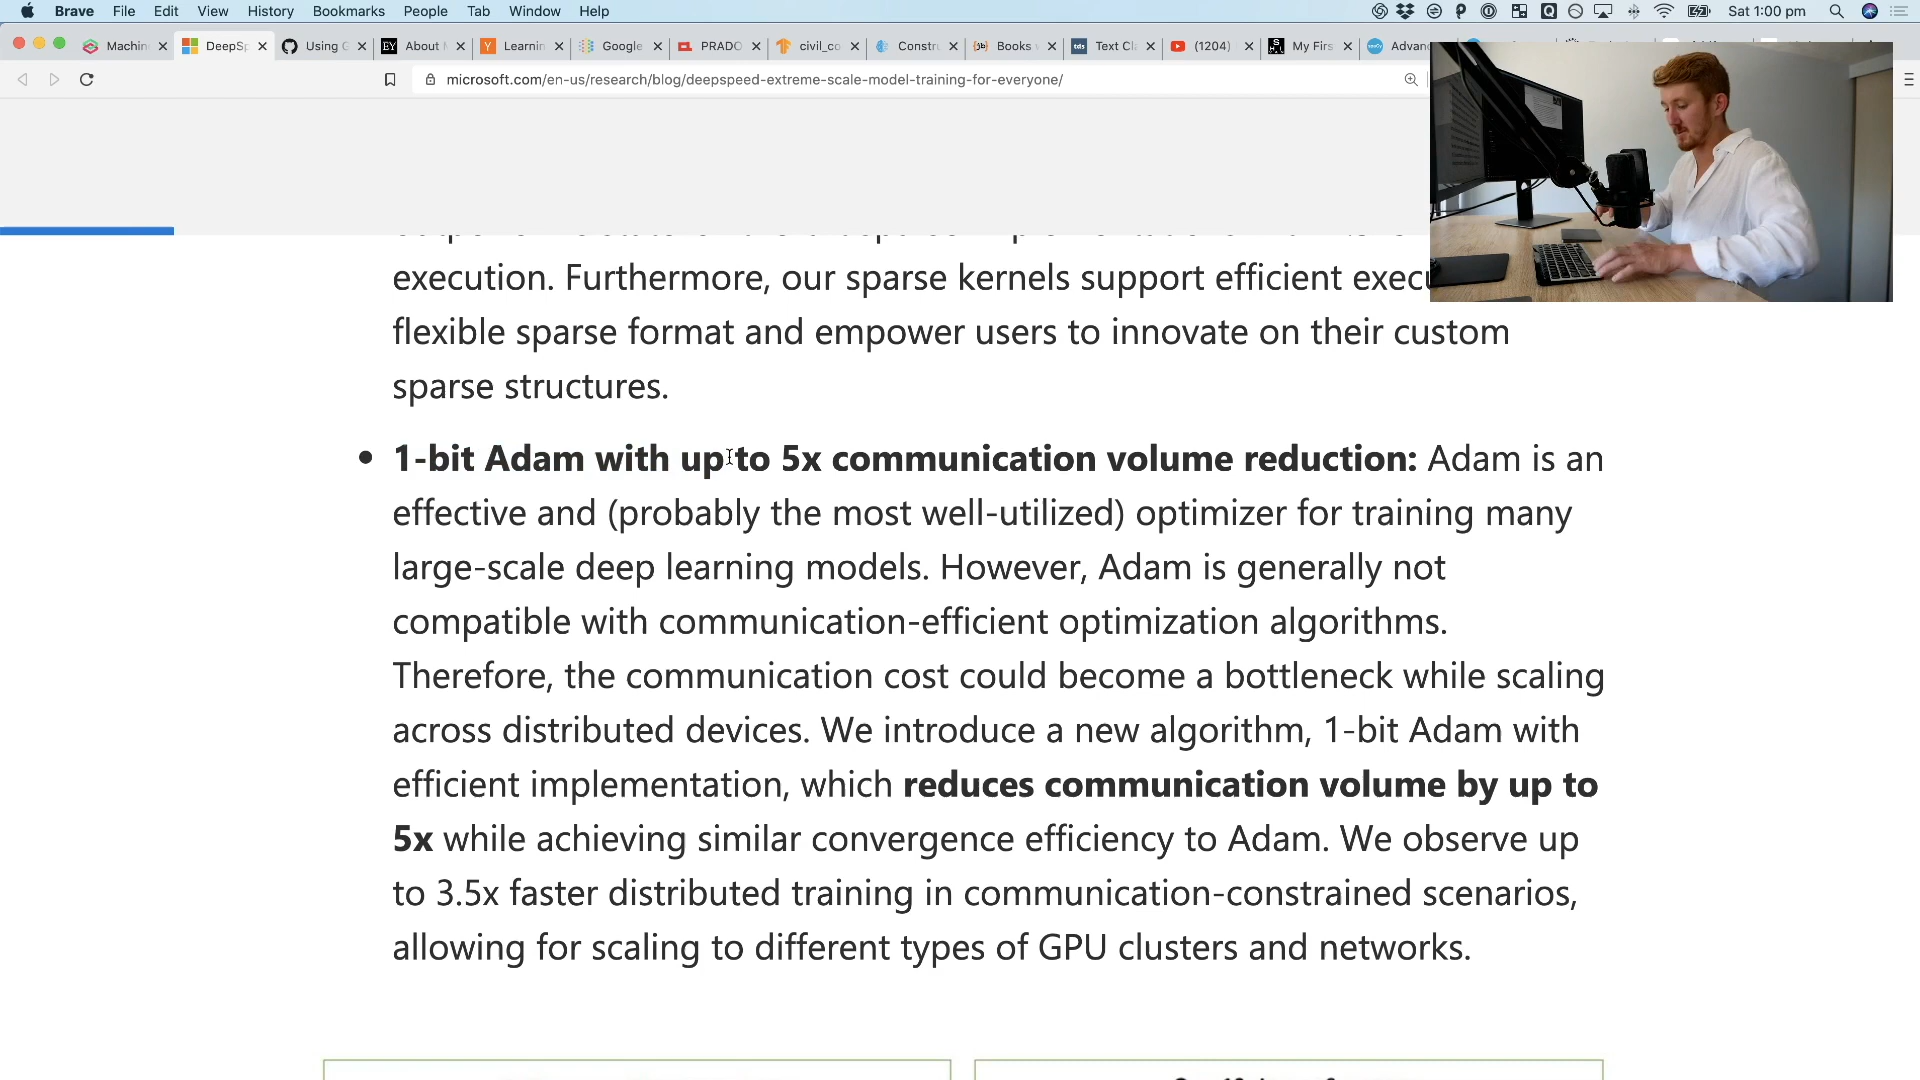 Brave File Edit View History Bookmarks People Tab Window Help Sat 1:00 pm
Machin DeepSp Using G EY About M Learnin Google PRADO civil_co Constru Books tds Text Cla (1204) My Firs Advan
microsoft.com/en-us/research/blog/deepspeed-extreme-scale-model-training-for-everyone/
execution. Furthermore, our sparse kernels support efficient
flexible sparse format and empower users to innovate on their custom
sparse structures.
• 1-bit Adam with up to 5x communication volume reduction: Adam is an
effective and (probably the most well-utilized) optimizer for training many
large-scale deep learning models. However, Adam is generally not
compatible with communication-efficient optimization algorithms.
Therefore, the communication cost could become a bottleneck while scaling
across distributed devices. We introduce a new algorithm, 1-bit Adam with
efficient implementation, which reduces communication volume by up to
5x while achieving similar convergence efficiency to Adam. We observe up
to 3.5x faster distributed training in communication-constrained scenarios,
allowing for scaling to different types of GPU clusters and networks.